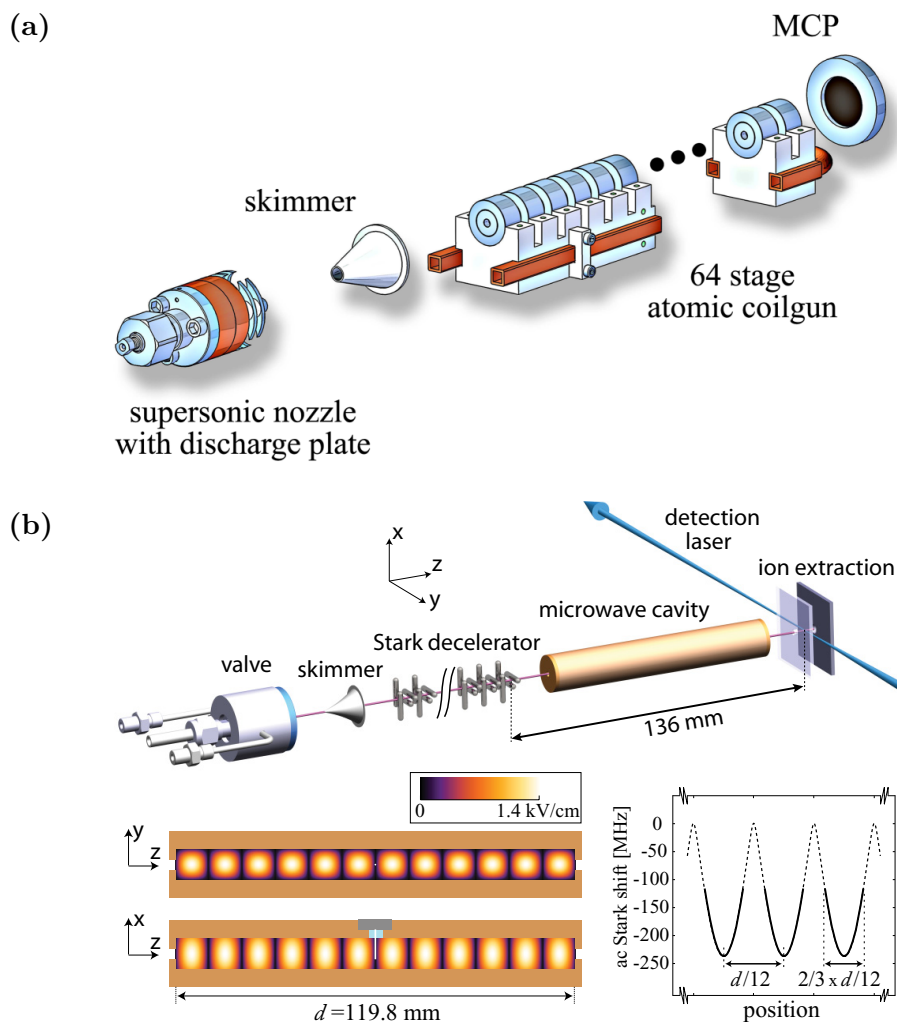 (a)
MCP
skimmer
64 stage
atomic coilgun
supersonic nozzle
with discharge plate
(b)
x
z
y
detection
laser
ion extraction
microwave cavity
Stark decelerator
skimmer
valve
136 mm
0
1.4 kV/cm
y
z
x
z
d =119.8 mm
ac Stark shift [MHz]
0
-50
-100
-150
-200
-250
d/12
2/3 x d/12
position